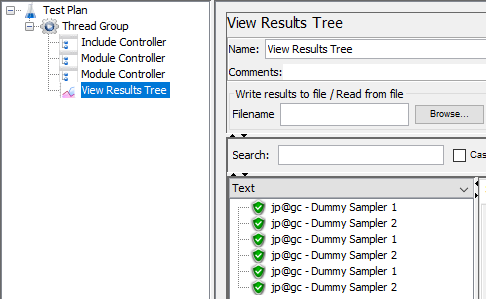 Test Plan
Thread Group
Include Controller
Module Controller
Module Controller
View Results Tree
View Results Tree
Name: View Results Tree
Comments:
Write results to file / Read from file
Filename Browse...
Search: Cas
Text
jp@gc - Dummy Sampler 1
jp@gc - Dummy Sampler 2
jp@gc - Dummy Sampler 1
jp@gc - Dummy Sampler 2
jp@gc - Dummy Sampler 1
jp@gc - Dummy Sampler 2